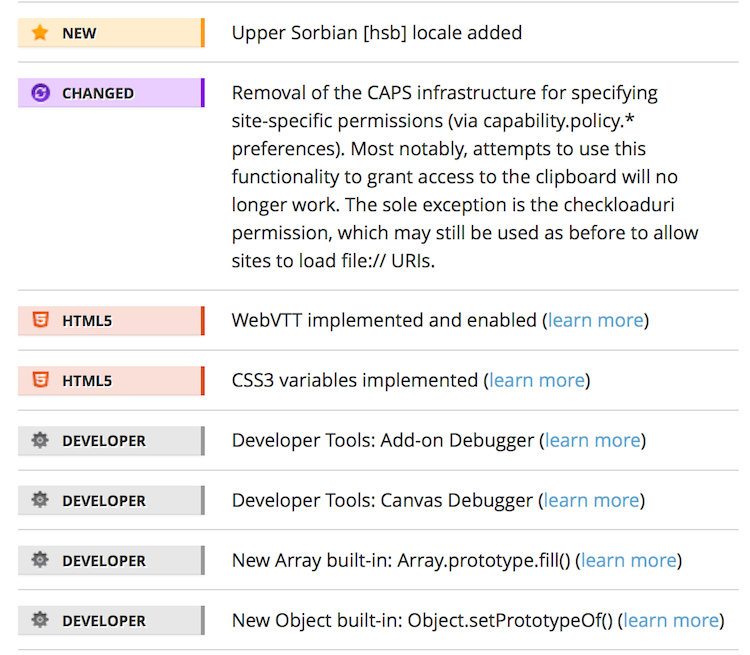 NEW Upper Sorbian [hsb] locale added
CHANGED Removal of the CAPS infrastructure for specifying
site-specific permissions (via capability.policy.*
preferences). Most notably, attempts to use this
functionality to grant access to the clipboard will no
longer work. The sole exception is the checkloaduri
permission, which may still be used as before to allow
sites to load file:// URIs.
HTML5 WebVTT implemented and enabled (learn more)
HTML5 CSS3 variables implemented (learn more)
DEVELOPER Developer Tools: Add-on Debugger (learn more)
DEVELOPER Developer Tools: Canvas Debugger (learn more)
DEVELOPER New Array built-in: Array.prototype.fill() (learn more)
DEVELOPER New Object built-in: Object.setPrototypeOf() (learn more)